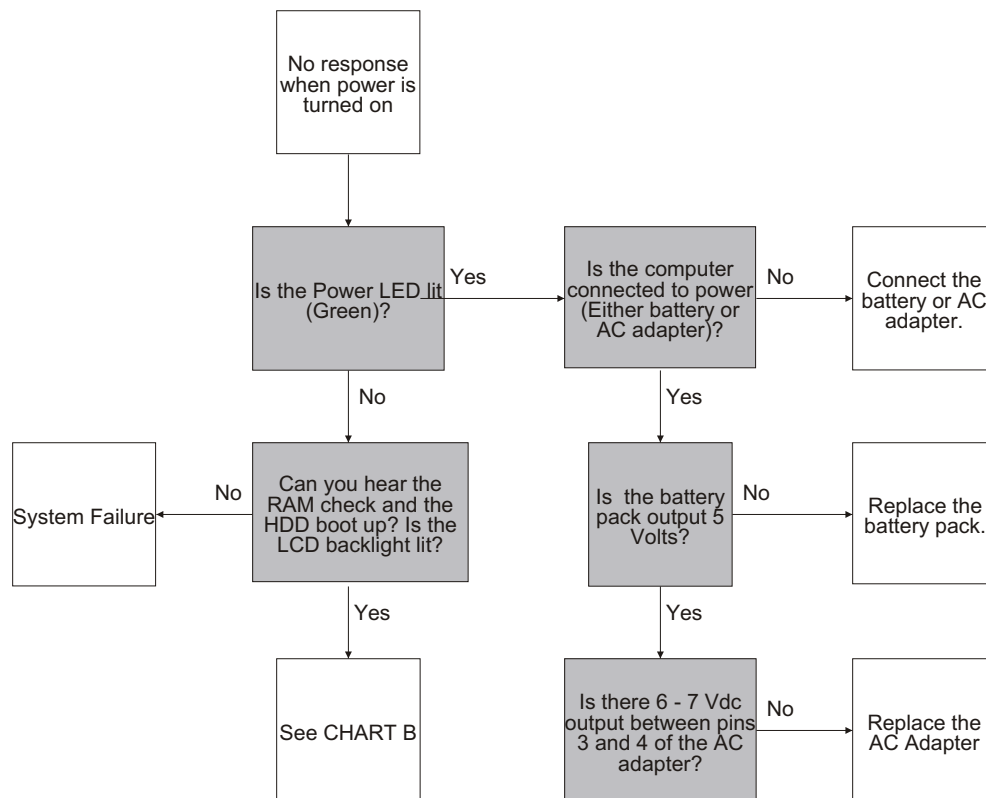 No response
when power is
turned on
Is the Power LED lit
(Green)?
Yes
Is the computer
connected to power
(Either battery or
AC adapter)?
No
Connect the
battery or AC
adapter.
No
Yes
System Failure
No
Can you hear the
RAM check and the
HDD boot up? Is the
LCD backlight lit?
Is the battery
pack output 5
Volts?
No
Replace the
battery pack.
Yes
Yes
See CHART B
Is there 6 - 7 Vdc
output between pins
3 and 4 of the AC
adapter?
No
Replace the
AC Adapter